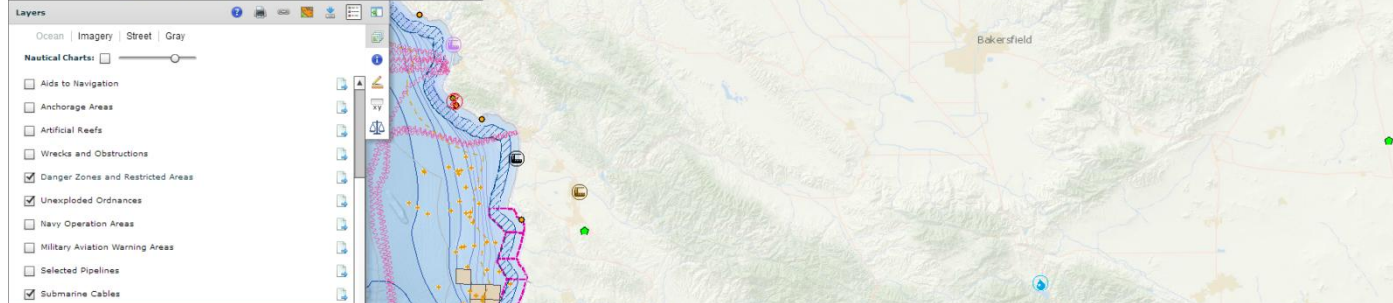 Layers
Ocean | Imagery | Street | Gray
Nautical Charts:
Aids to Navigation
Anchorage Areas
Artificial Reefs
Wrecks and Obstructions
Danger Zones and Restricted Areas
Unexploded Ordnances
Navy Operation Areas
Military Aviation Warning Areas
Selected Pipelines
Submarine Cables
xy
Bakersfield